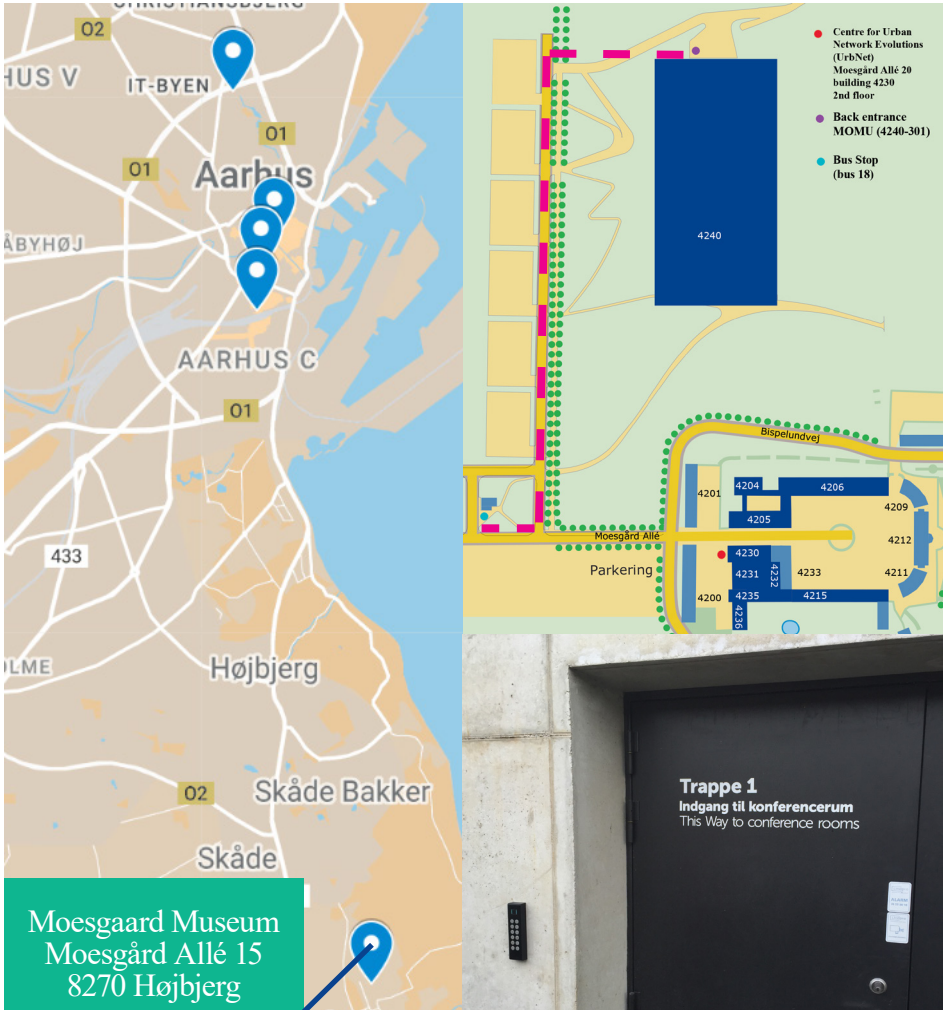 CHRISTIANSBJERG
O2
HUS V
IT-BYEN
O1
O1
Aarhus
ÅBYHØJ
AARHUS C
O1
433
OLME
Højbjerg
O2
Skåde Bakker
Skåde
Moesgaard Museum
Moesgård Allé 15
8270 Højbjerg
Centre for Urban
Network Evolutions
(UrbNet)
Moesgård Allé 20
building 4230
2nd floor
Back entrance
MOMU (4240-301)
Bus Stop
(bus 18)
4240
Bispelundvej
4201
4204
4206
4205
4209
Moesgård Allé
4212
4230
Parkering
4231
4232
4233
4211
4200
4235
4215
4236
Trappe 1
Indgang til konferencerum
This Way to conference rooms